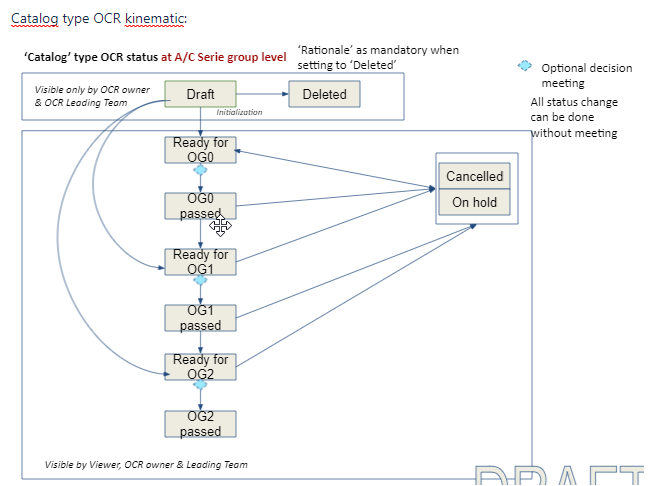 Catalog type OCR kinematic:
‘Catalog’ type OCR status at A/C Serie group level
‘Rationale’ as mandatory when
setting to ‘Deleted’
Optional decision
meeting
All status change
can be done
without meeting
Visible only by OCR owner
& OCR Leading Team
Draft
Deleted
Initialization
Ready for
OG0
OG0
passed
Ready for
OG1
OG1
passed
Ready for
OG2
OG2
passed
Cancelled
On hold
Visible by Viewer, OCR owner & Leading Team
DRAFT